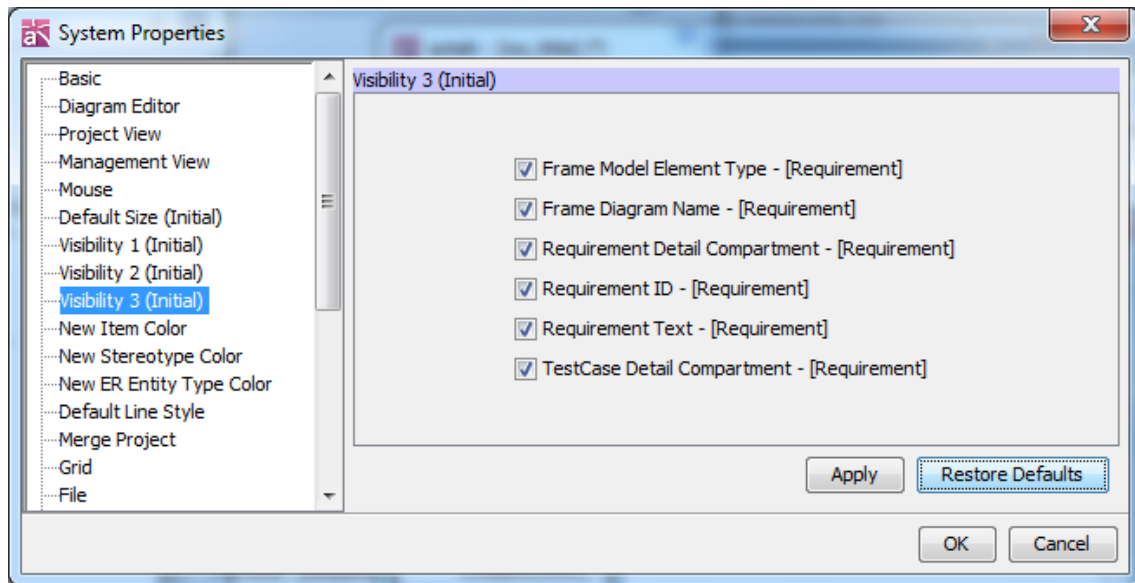 System Properties
Basic
Diagram Editor
Project View
Management View
Mouse
Default Size (Initial)
Visibility 1 (Initial)
Visibility 2 (Initial)
Visibility 3 (Initial)
New Item Color
New Stereotype Color
New ER Entity Type Color
Default Line Style
Merge Project
Grid
File
Visibility 3 (Initial)
Frame Model Element Type - [Requirement]
Frame Diagram Name - [Requirement]
Requirement Detail Compartment - [Requirement]
Requirement ID - [Requirement]
Requirement Text - [Requirement]
TestCase Detail Compartment - [Requirement]
Apply
Restore Defaults
OK
Cancel